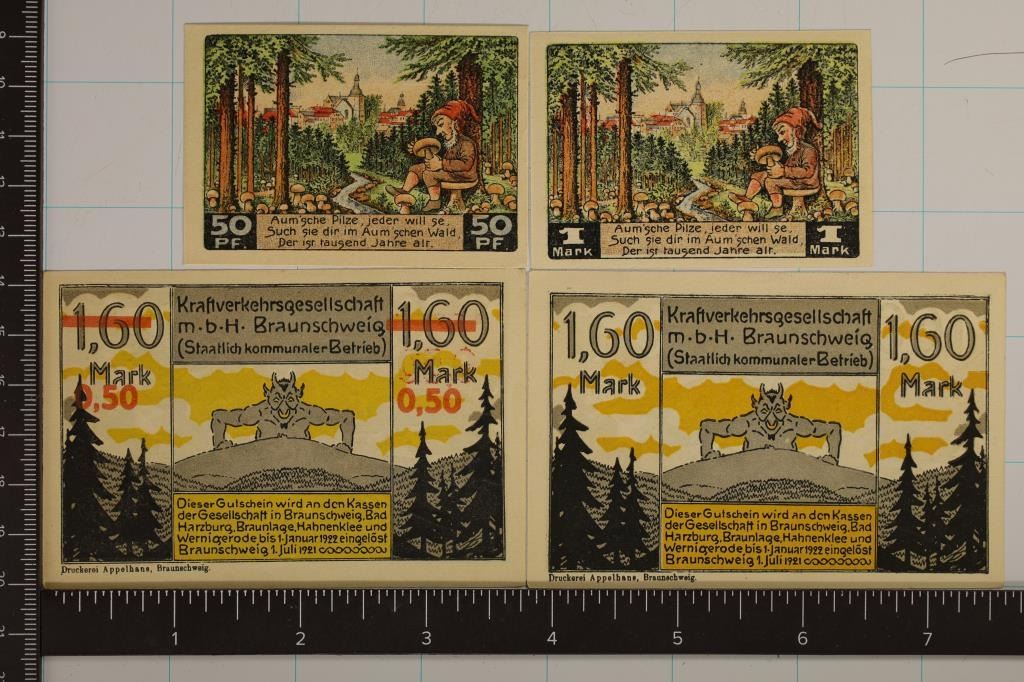 50
PF.
Aum'sche Pilze, jeder will se,
Such sie dir im Aum'schen Wald,
Der ist tausend Jahre alt.
50
PF.
1
Mark
Aum'sche Pilze, jeder will se,
Such sie dir im Aum'schen Wald,
Der ist tausend Jahre alt.
1
Mark
1,60
Mark
0,50
Kraftverkehrsgesellschaft
m·b·H· Braunschweig
(Staatlich kommunaler Betrieb)
1,60
Mark
0,50
Dieser Gutschein wird an den Kassen
der Gesellschaft in Braunschweig, Bad
Harzburg, Braunlage, Hahnenklee und
Wernigerode bis 1·Januar 1922 eingelöst
Braunschweig 1. Juli 1921
Druckerei Appelhans, Braunschweig.
1,60
Mark
Kraftverkehrsgesellschaft
m·b·H· Braunschweig
(Staatlich kommunaler Betrieb)
1,60
Mark
Dieser Gutschein wird an den Kassen
der Gesellschaft in Braunschweig, Bad
Harzburg, Braunlage, Hahnenklee und
Wernigerode bis 1·Januar 1922 eingelöst
Braunschweig 1. Juli 1921
Druckerei Appelhans, Braunschweig.
1 2 3 4 5 6 7